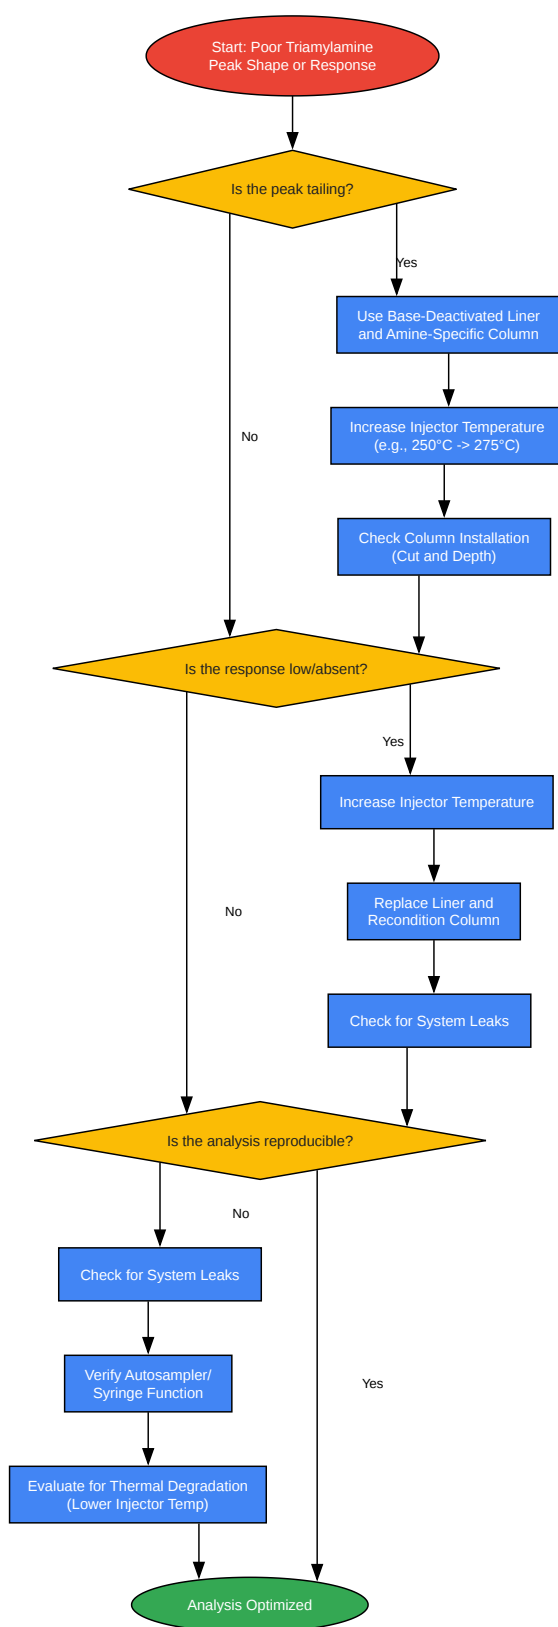 Start: Poor Triamylamine
Peak Shape or Response
Is the peak tailing?
Yes
Use Base-Deactivated Liner
and Amine-Specific Column
Increase Injector Temperature
(e.g., 250°C -> 275°C)
No
Check Column Installation
(Cut and Depth)
Is the response low/absent?
Yes
Increase Injector Temperature
Replace Liner and
Recondition Column
No
Check for System Leaks
Is the analysis reproducible?
No
Check for System Leaks
Verify Autosampler/
Syringe Function
Yes
Evaluate for Thermal Degradation
(Lower Injector Temp)
Analysis Optimized